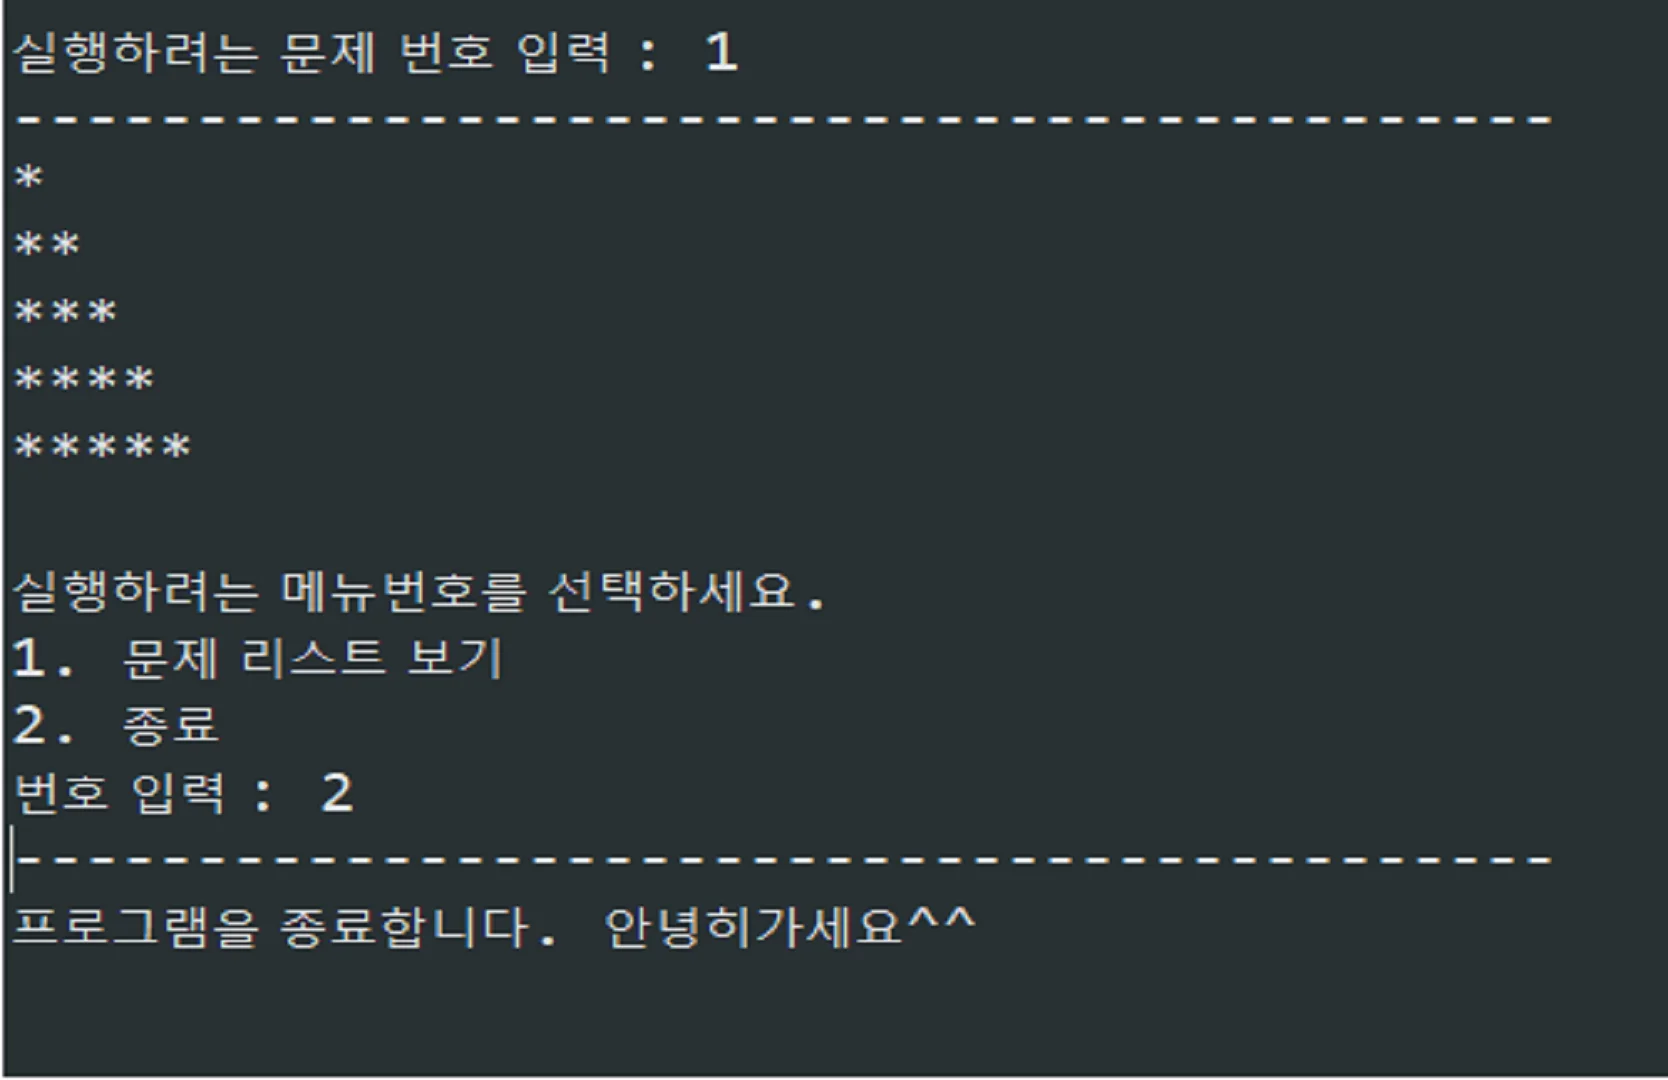 실행하려는 문제 번호 입력 : 1
------------------------------------------
*
**
***
****
*****
실행하려는 메뉴번호를 선택하세요.
1. 문제 리스트 보기
2. 종료
번호 입력 : 2
------------------------------------------
프로그램을 종료합니다. 안녕히가세요^^